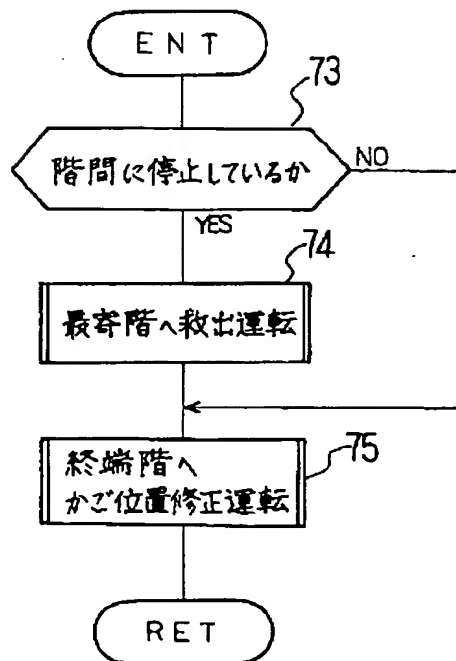 ENT
73
階間に停止しているか
NO
YES
74
最寄階へ救出運転
75
終端階へ
かご位置修正運転
RET